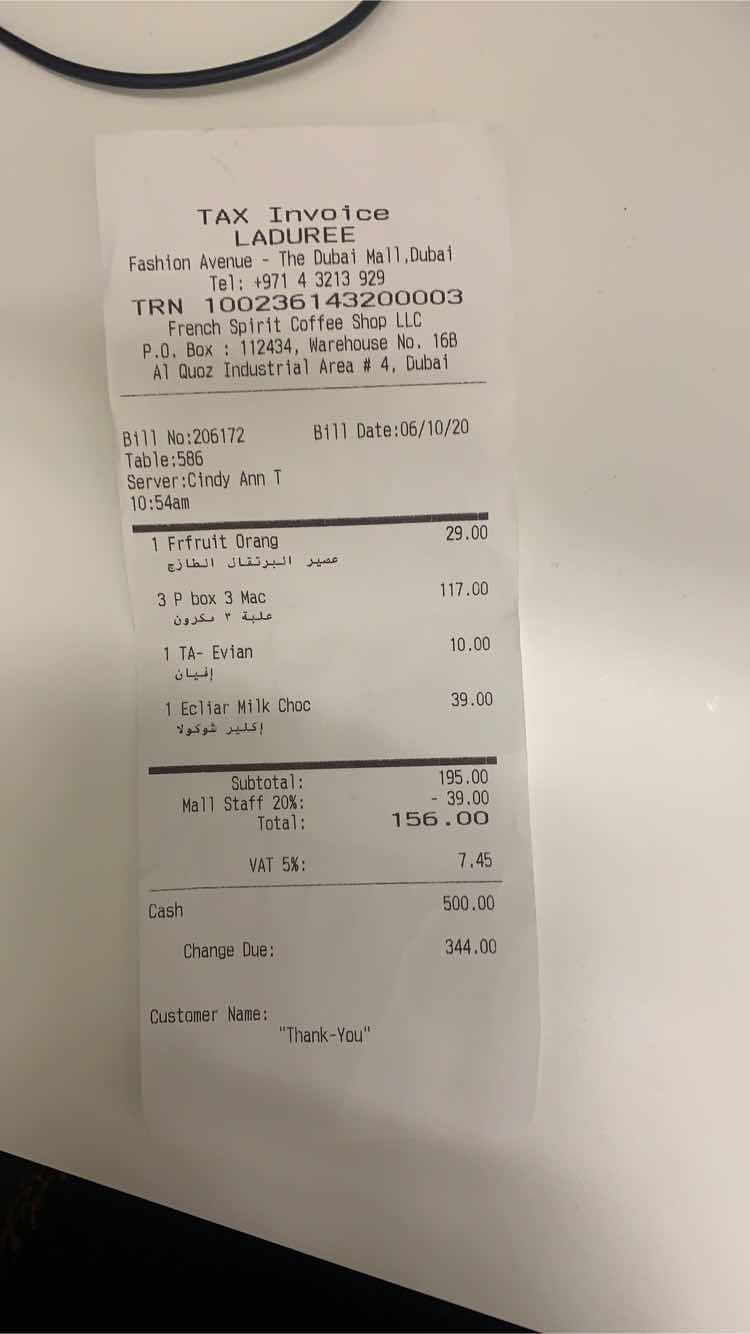 TAX Invoice
LADUREE
Fashion Avenue - The Dubai Mall,Dubai
Tel: +971 4 3213 929
TRN 100236143200003
French Spirit Coffee Shop LLC
P.O. Box : 112434, Warehouse No. 16B
Al Quoz Industrial Area # 4, Dubai
Bill No:206172 Bill Date:06/10/20
Table:586
Server:Cindy Ann T
10:54am
1 Frfruit Orang 29.00
عصير البرتقال الطازج
3 P box 3 Mac 117.00
علبة ٣ مكرون
1 TA- Evian 10.00
إفيان
1 Ecliar Milk Choc 39.00
إكلير شوكولا
Subtotal: 195.00
Mall Staff 20%: - 39.00
Total: 156.00
VAT 5%: 7.45
Cash 500.00
Change Due: 344.00
Customer Name:
"Thank-You"